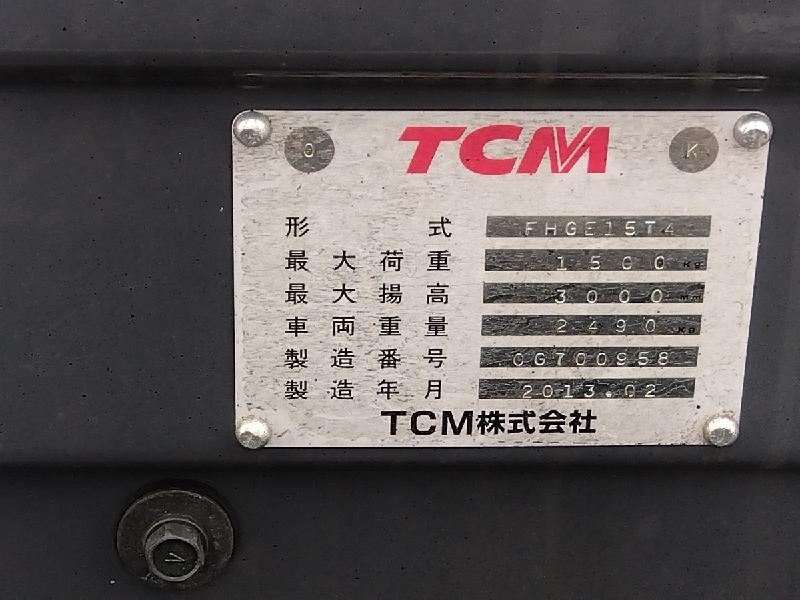 0 TCM K
形式 FHGE15T4
最大荷重 1500 Kg
最大揚高 3000 mm
車両重量 2490 KG
製造番号 0G700958
製造年月 2013.02
TCM株式会社